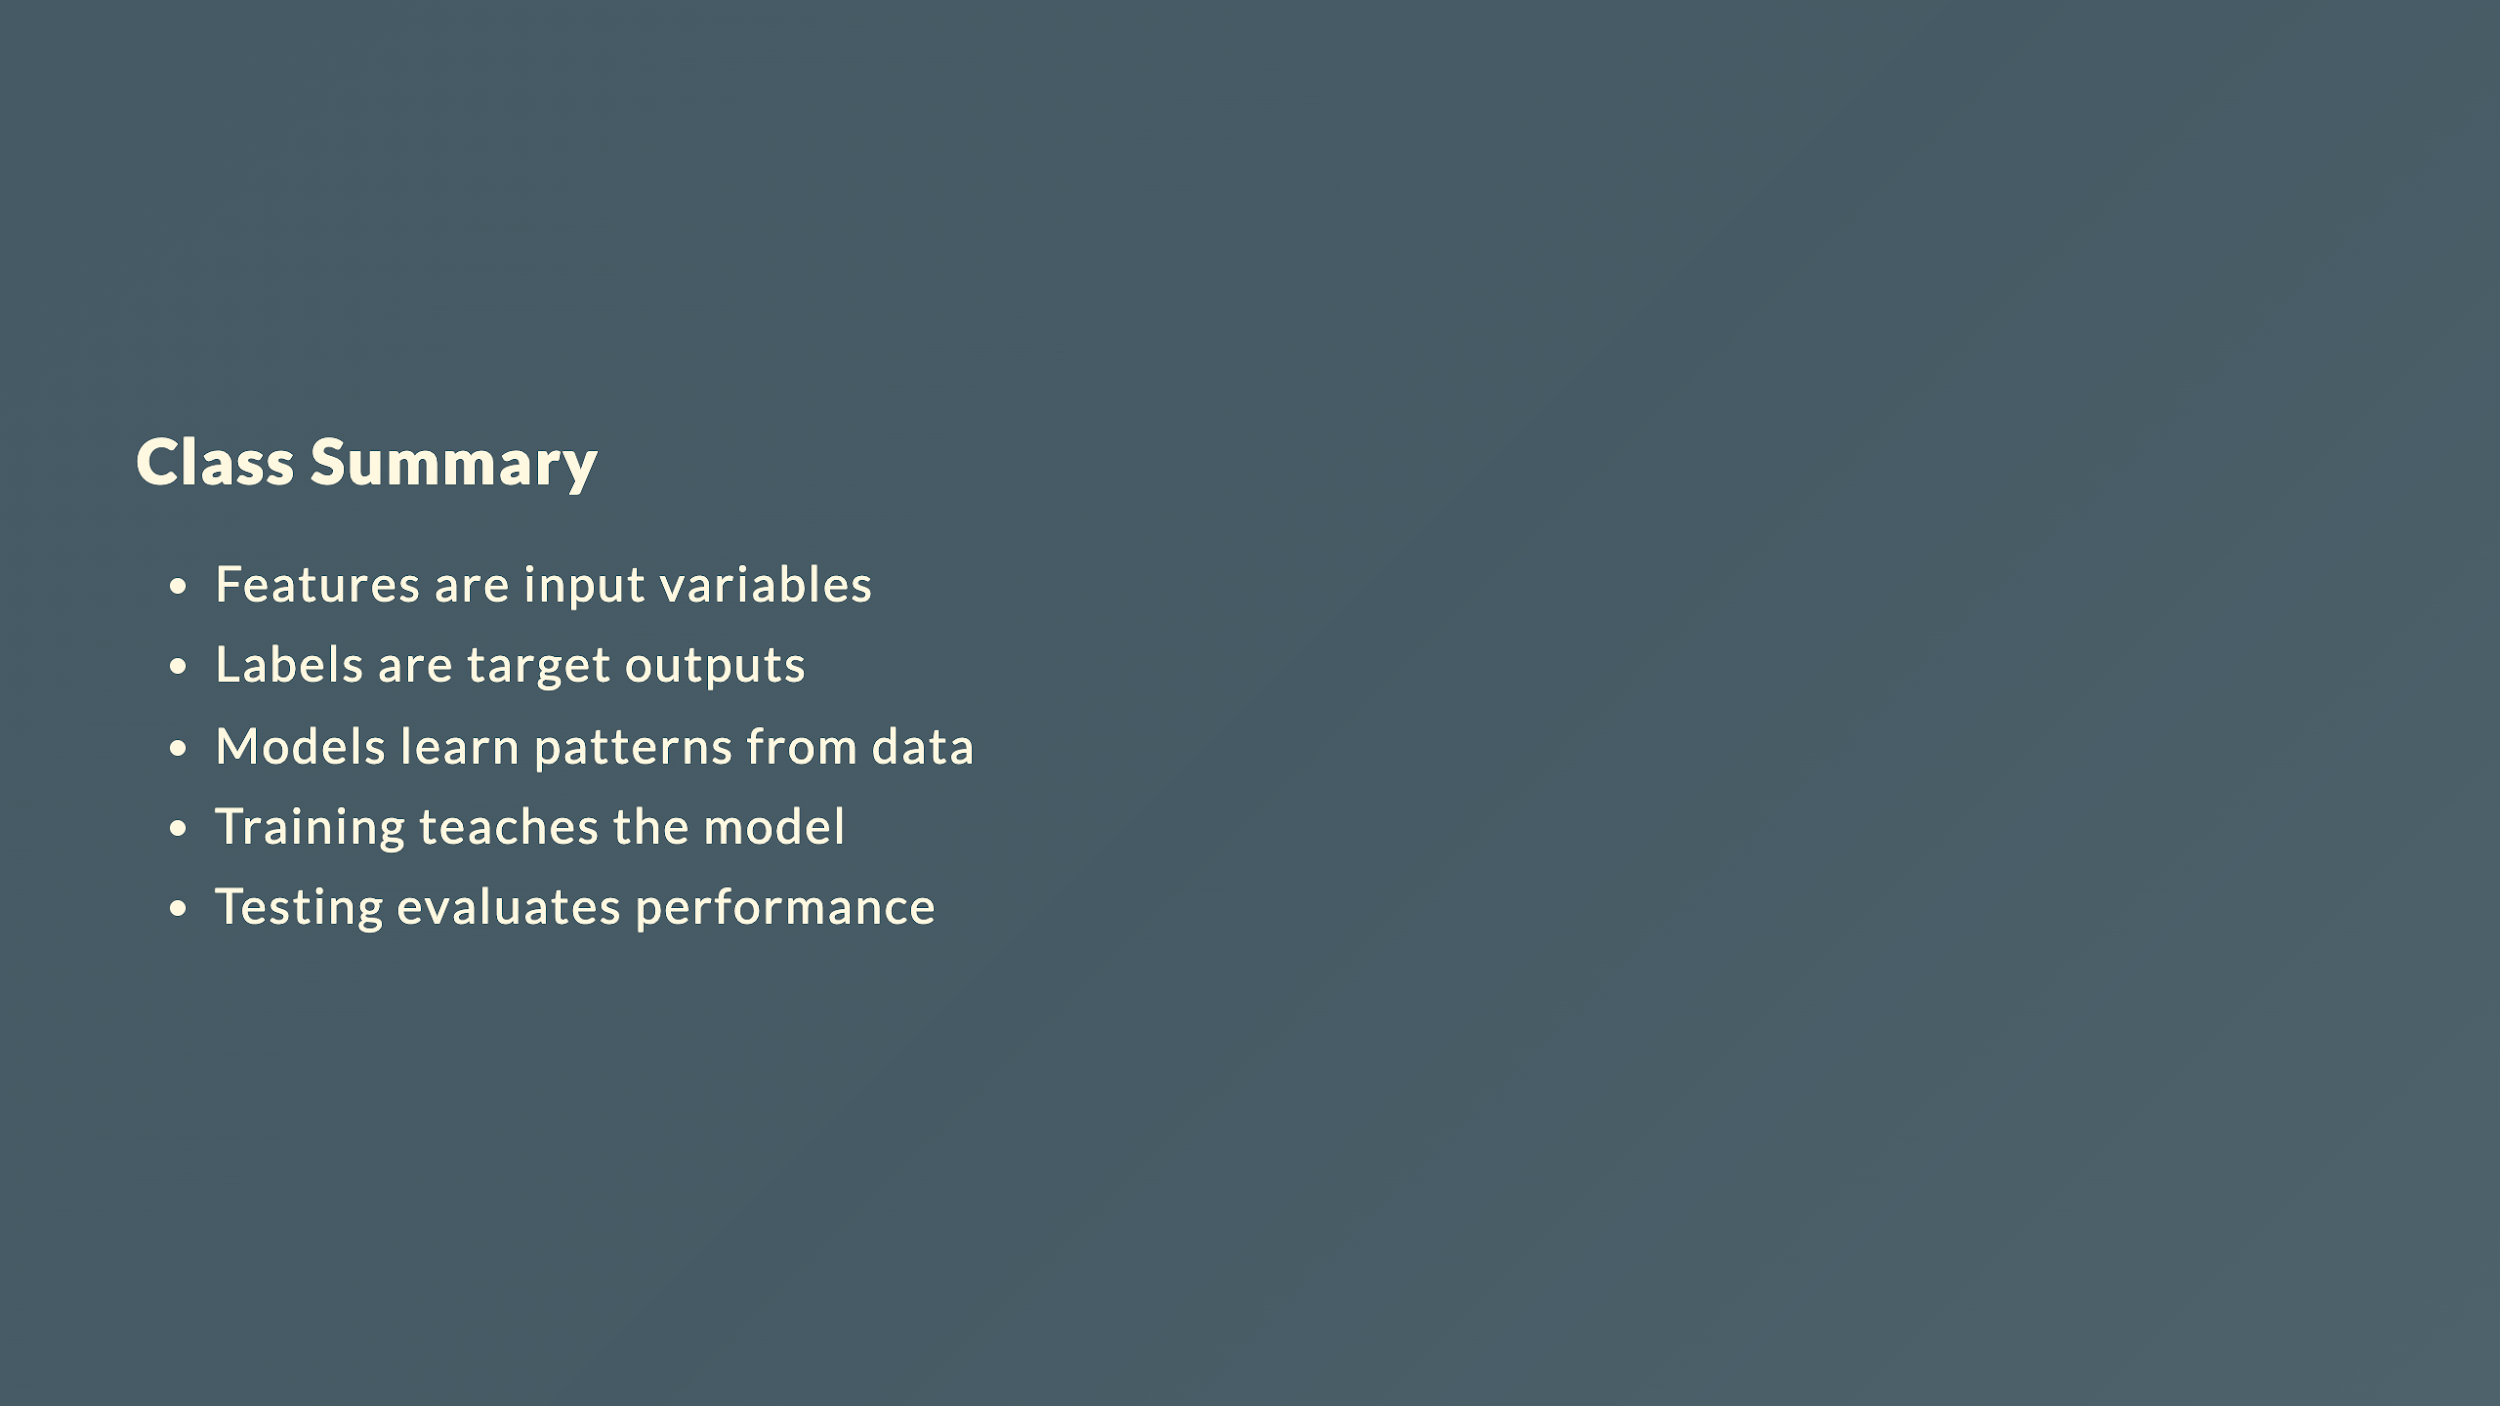 Class Summary
• Features are input variables
• Labels are target outputs
• Models learn patterns from data
• Training teaches the model
• Testing evaluates performance